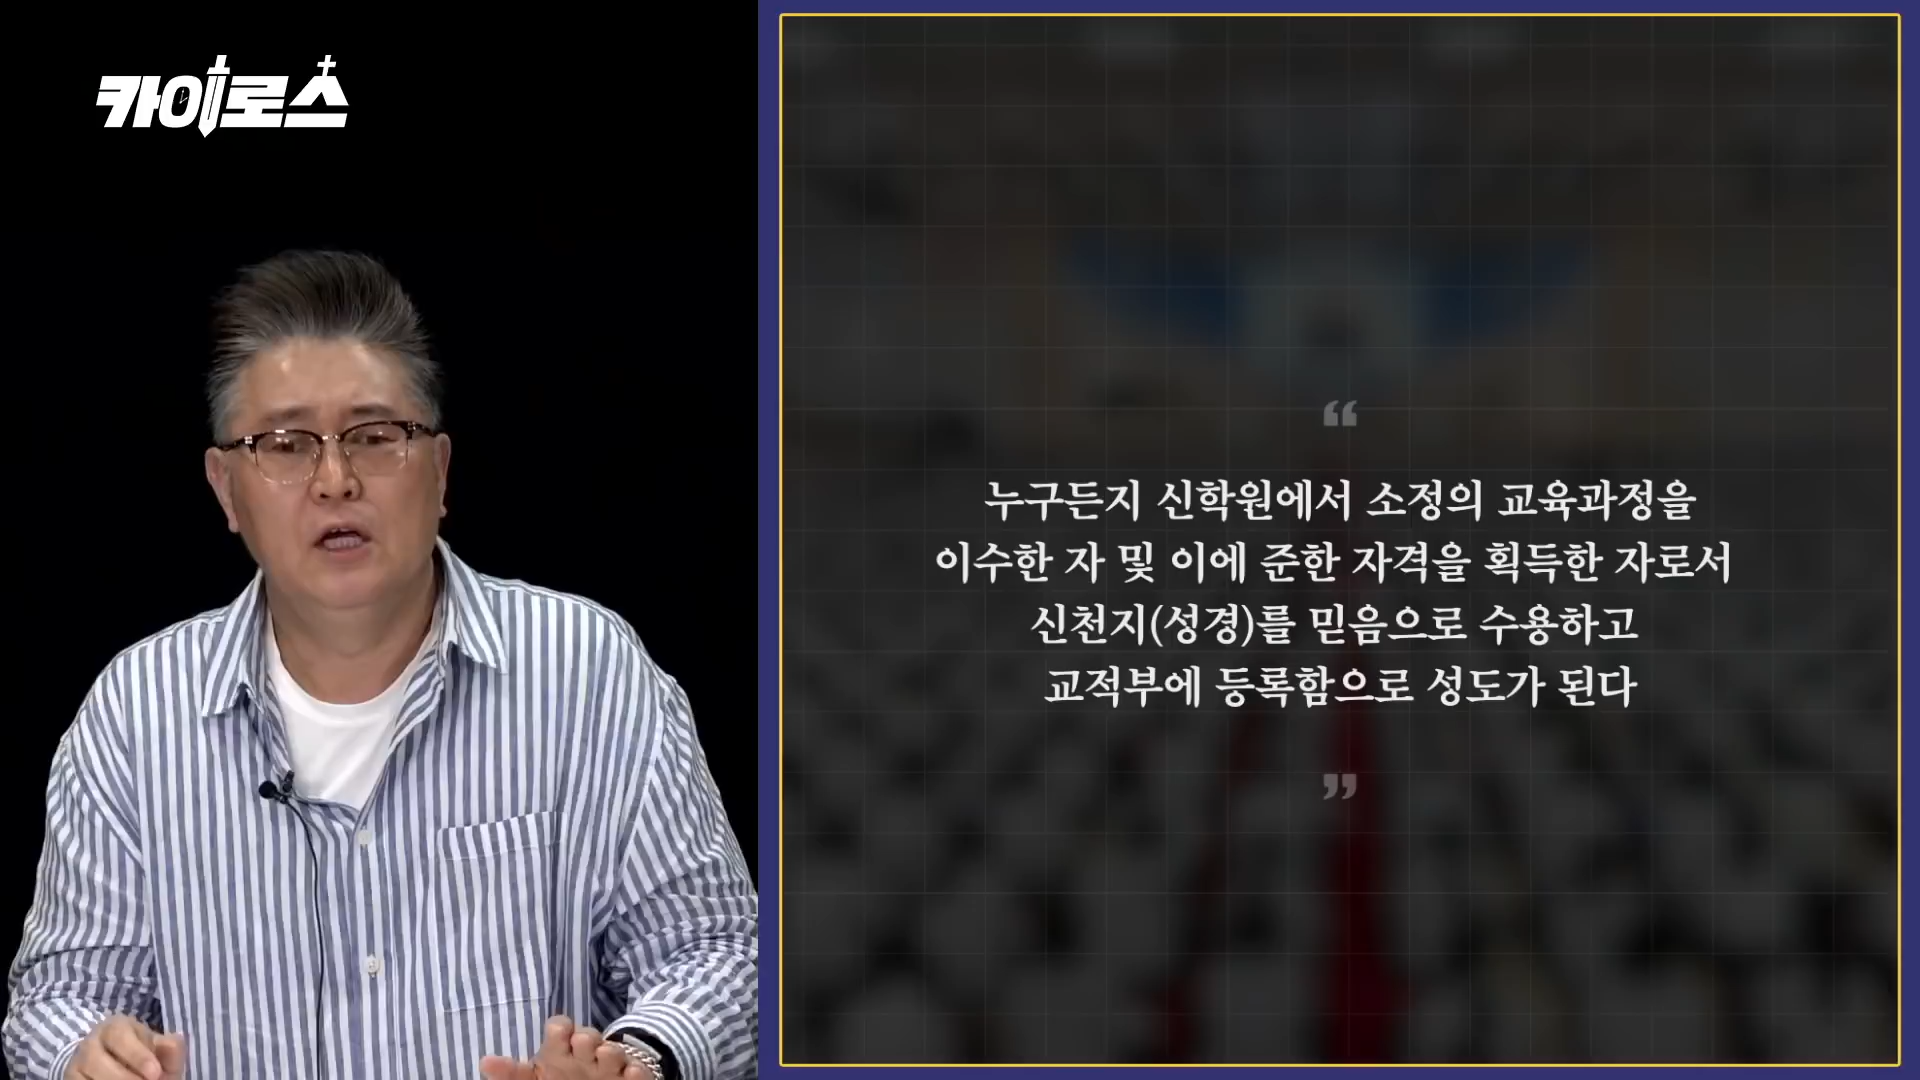 카이로스
“
누구든지 신학원에서 소정의 교육과정을
이수한 자 및 이에 준한 자격을 획득한 자로서
신천지(성경)를 믿음으로 수용하고
교적부에 등록함으로 성도가 된다
”